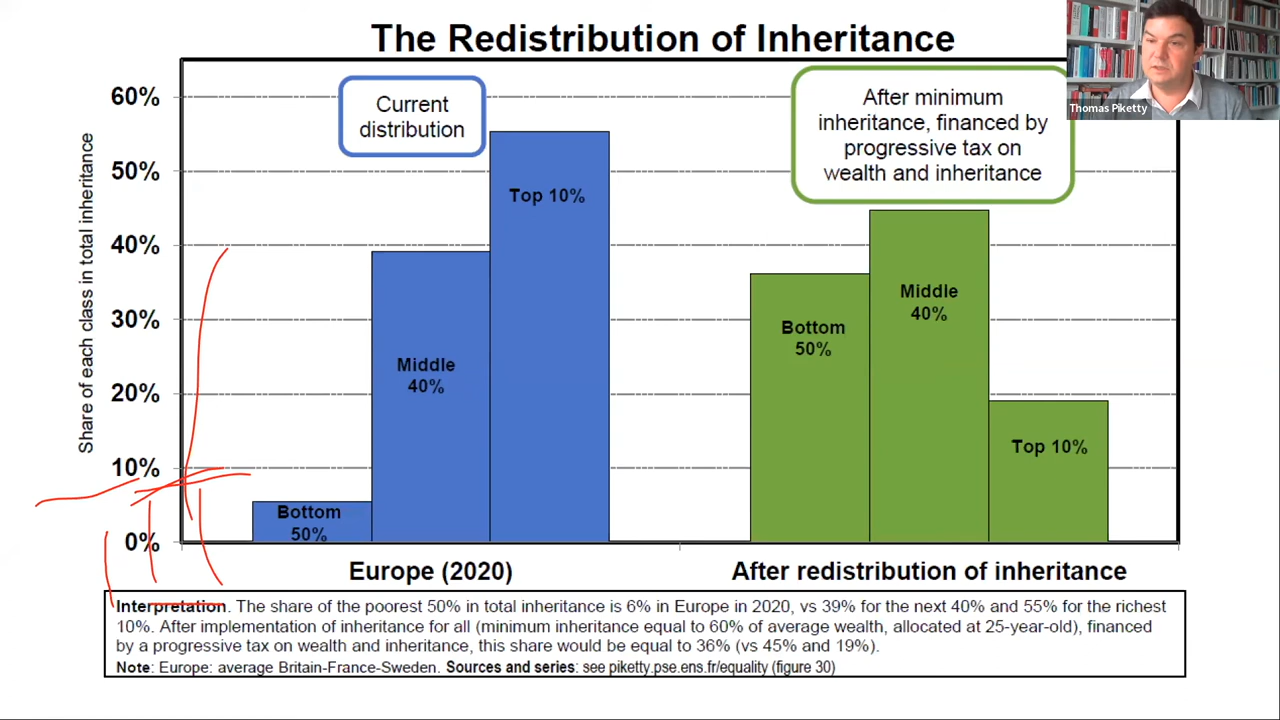 The Redistribution of Inheritance
Thomas Piketty
Share of each class in total inheritance
60%
50%
40%
30%
20%
10%
0%
Current
distribution
After minimum
inheritance, financed by
progressive tax on
wealth and inheritance
Bottom
50%
Middle
40%
Top 10%
Bottom
50%
Middle
40%
Top 10%
Europe (2020)
After redistribution of inheritance
Interpretation. The share of the poorest 50% in total inheritance is 6% in Europe in 2020, vs 39% for the next 40% and 55% for the richest
10%. After implementation of inheritance for all (minimum inheritance equal to 60% of average wealth, allocated at 25-year-old), financed
by a progressive tax on wealth and inheritance, this share would be equal to 36% (vs 45% and 19%).
Note: Europe: average Britain-France-Sweden. Sources and series: see piketty.pse.ens.fr/equality (figure 30)